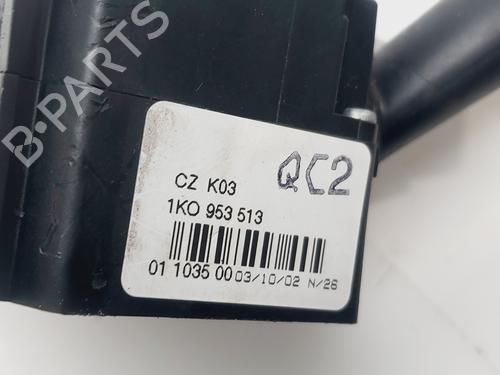 B-PARTS
QC2
CZ K03
1K0 953 513
01 1035 00 03/10/02 N/26